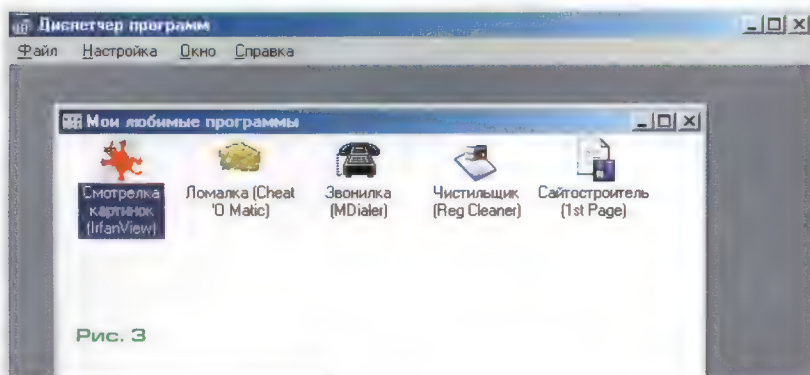 Диспетчер программ
Файл Настройка Окно Справка
Мои любимые программы
Смотрелка
картинок
(IrfanView)
Ломалка (Cheat
'O Matic)
Звонилка
(MDialer)
Чистильщик
(Reg Cleaner)
Сайтостроитель
(1st Page)
Рис. 3